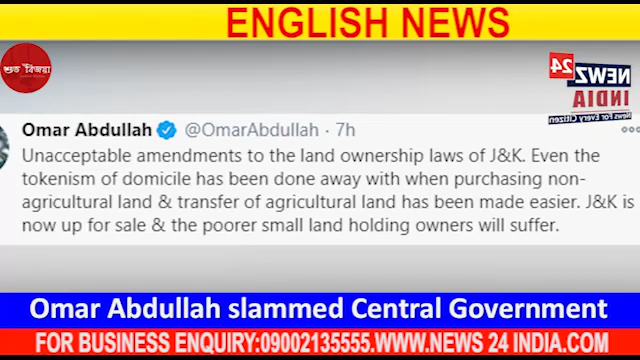 ENGLISH NEWS
শুভ বিজয়া
24
NEWZ
INDIA
News For Every Citizen
Omar Abdullah @OmarAbdullah · 7h
Unacceptable amendments to the land ownership laws of J&K. Even the
tokenism of domicile has been done away with when purchasing non-
agricultural land & transfer of agricultural land has been made easier. J&K is
now up for sale & the poorer small land holding owners will suffer.
Omar Abdullah slammed Central Government
FOR BUSINESS ENQUIRY:09002135555.WWW.NEWS 24 INDIA.COM